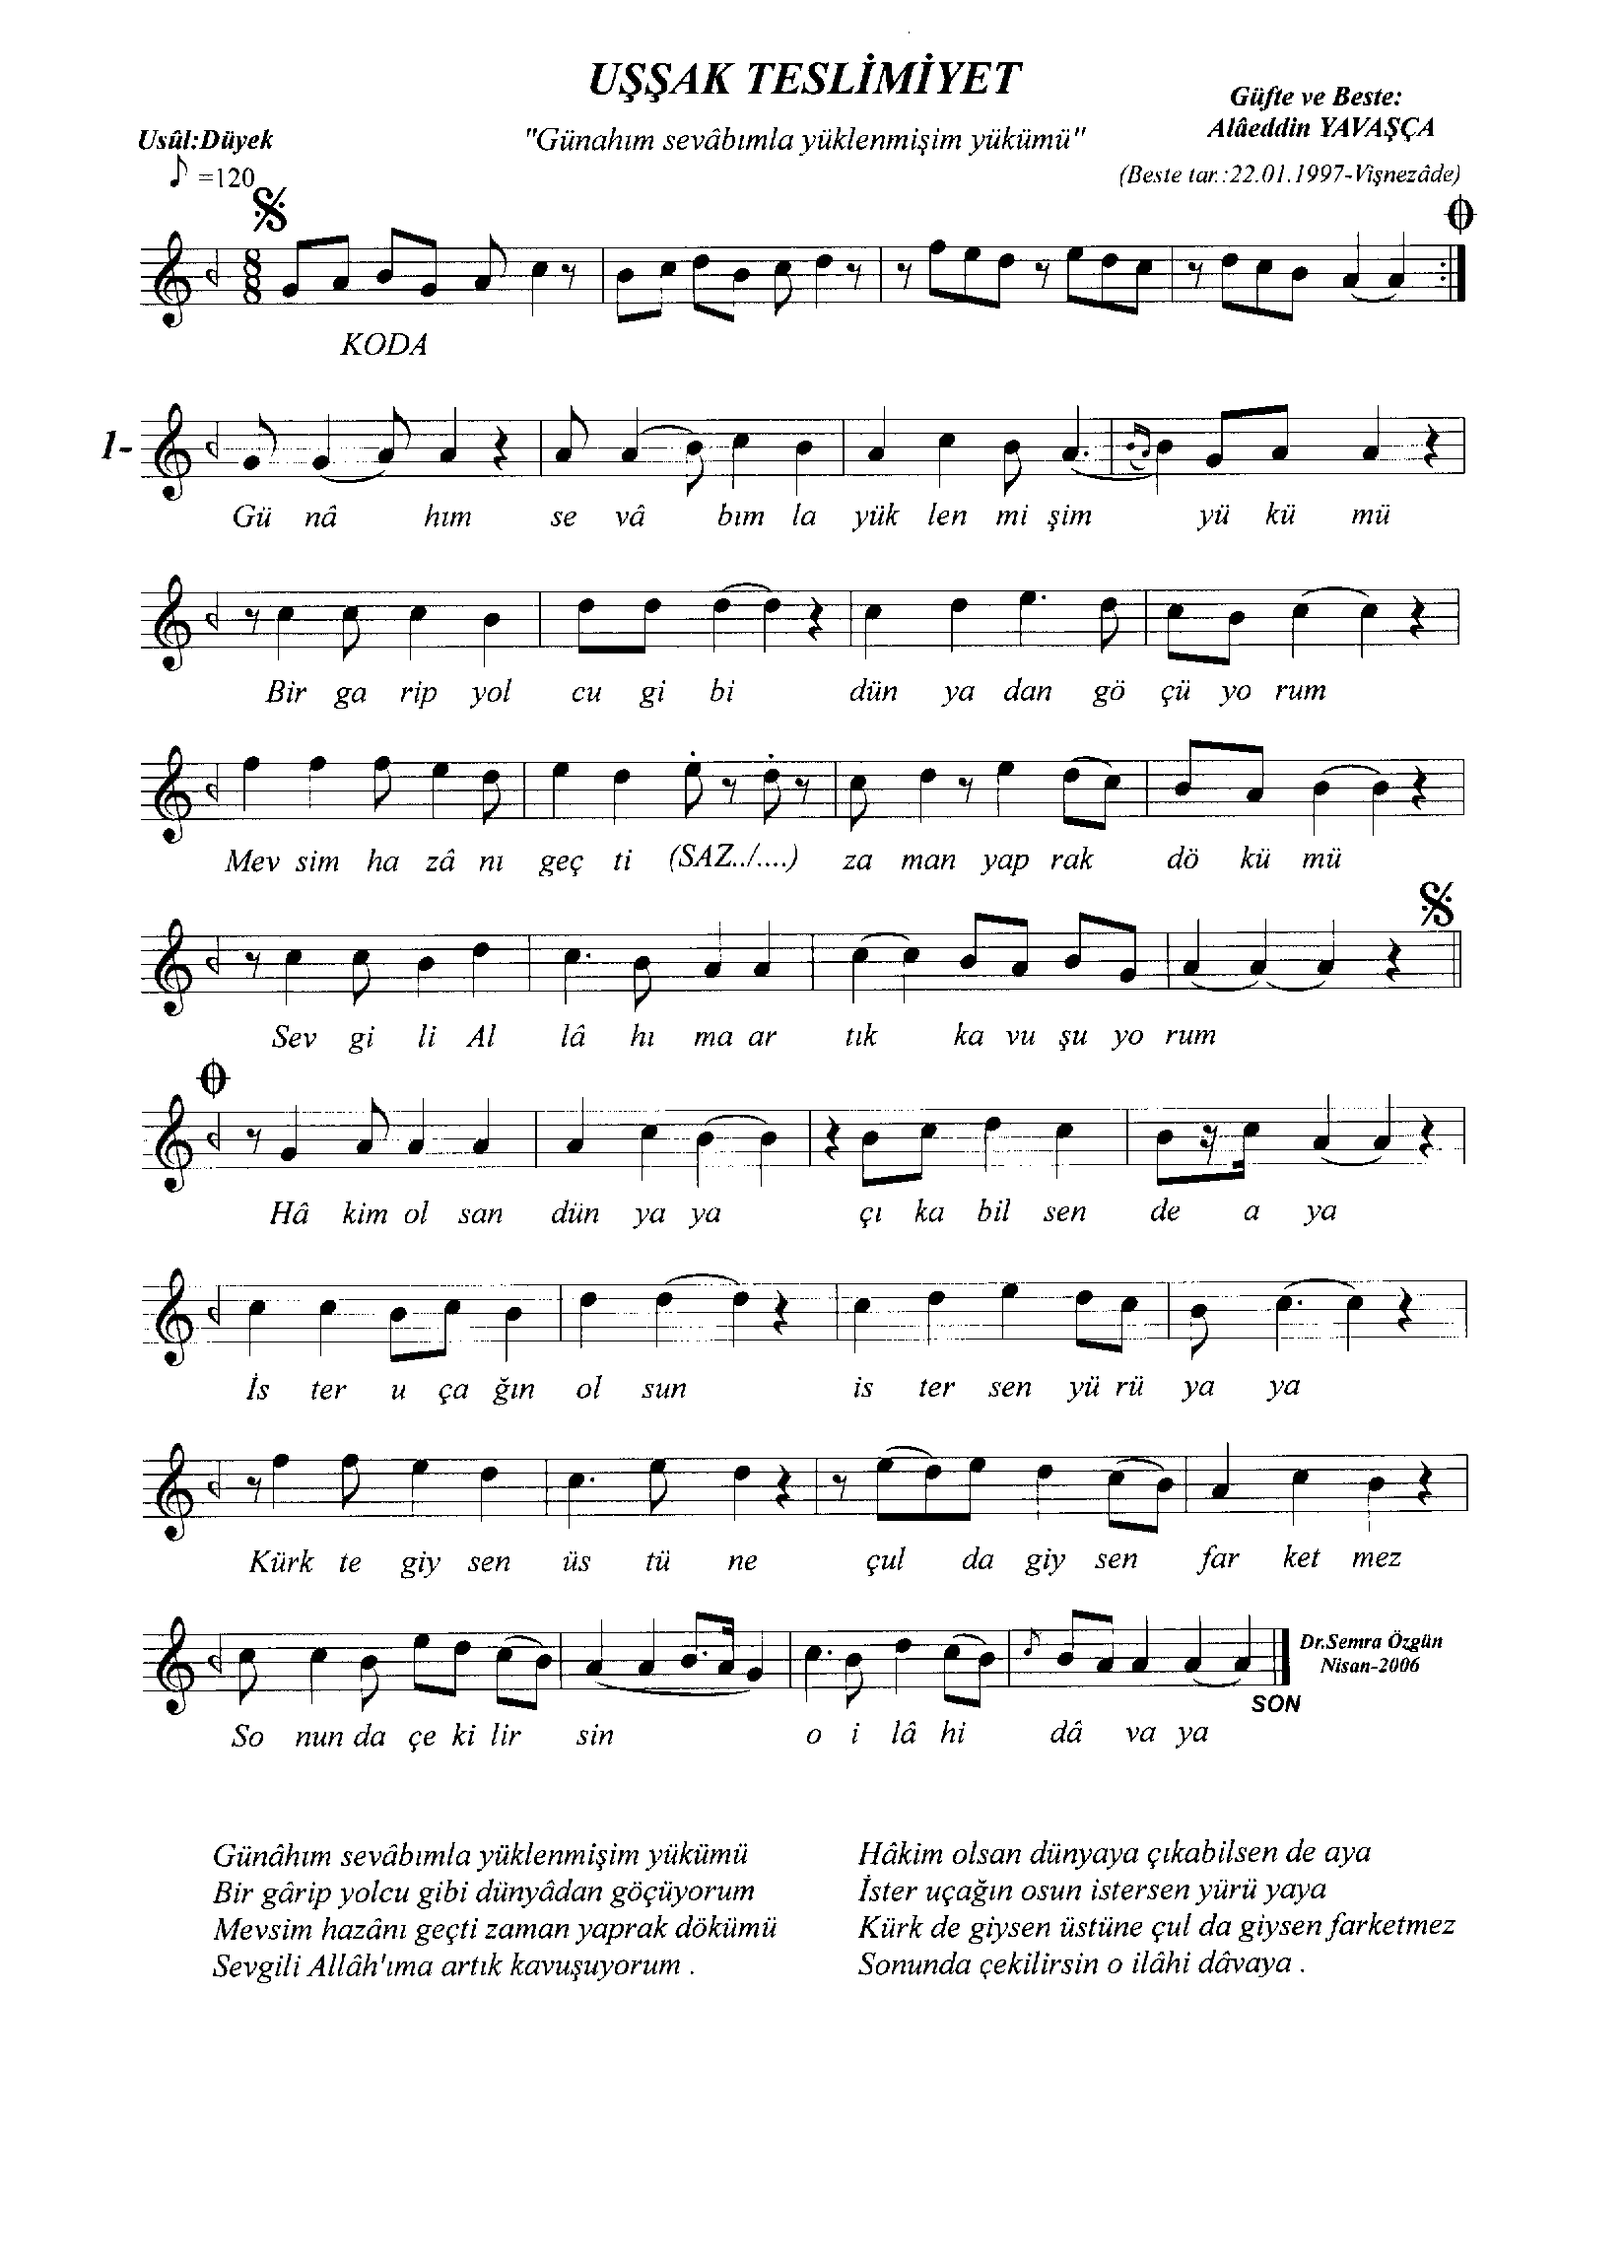 UŞŞAK TESLİMİYET
Güfte ve Beste:
Alâeddin YAVAŞÇA
Usûl:Düyek
"Günahım sevâbımla yüklenmişim yükümü"
♪ =120
(Beste tar.:22.01.1997-Vişnezâde)
8
8
KODA
1-
Gü nâ hım se vâ bım la yük len mi şim yü kü mü
Bir ga rip yol cu gi bi dün ya dan gö çü yo rum
Mev sim ha zâ nı geç ti (SAZ../....) za man yap rak dö kü mü
Sev gi li Al lâ hı ma ar tık ka vu şu yo rum
Hâ kim ol san dün ya ya çı ka bil sen de a ya
İs ter u ça ğın ol sun is ter sen yü rü ya ya
Kürk te giy sen üs tü ne çul da giy sen far ket mez
Dr.Semra Özgün
Nisan-2006
SON
So nun da çe ki lir sin o i lâ hi dâ va ya
Günâhım sevâbımla yüklenmişim yükümü
Bir gârip yolcu gibi dünyâdan göçüyorum
Mevsim hazânı geçti zaman yaprak dökümü
Sevgili Allâh'ıma artık kavuşuyorum .
Hâkim olsan dünyaya çıkabilsen de aya
İster uçağın osun istersen yürü yaya
Kürk de giysen üstüne çul da giysen farketmez
Sonunda çekilirsin o ilâhi dâvaya .